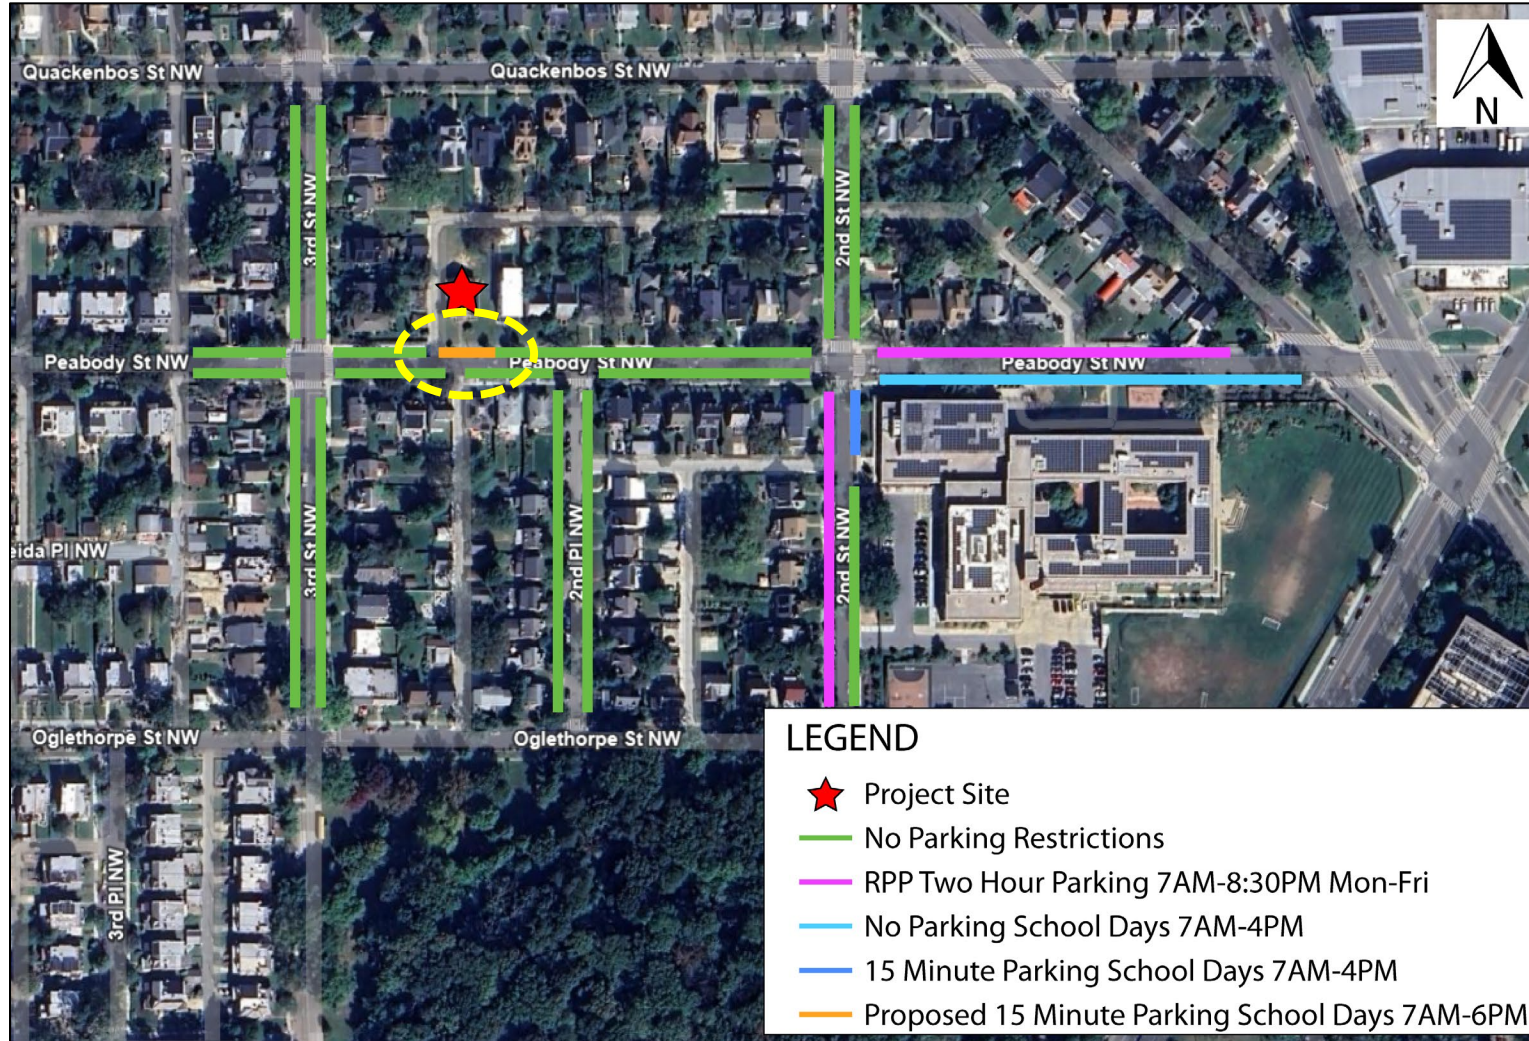 Quackenbos St NW
Quackenbos St NW
N
3rd St NW
2nd St NW
Peabody St NW
Peabody St NW
Peabody St NW
3rd St NW
2nd Pl NW
2nd St NW
eida Pl NW
Oglethorpe St NW
Oglethorpe St NW
3rd Pl NW
LEGEND
Project Site
No Parking Restrictions
RPP Two Hour Parking 7AM-8:30PM Mon-Fri
No Parking School Days 7AM-4PM
15 Minute Parking School Days 7AM-4PM
Proposed 15 Minute Parking School Days 7AM-6PM